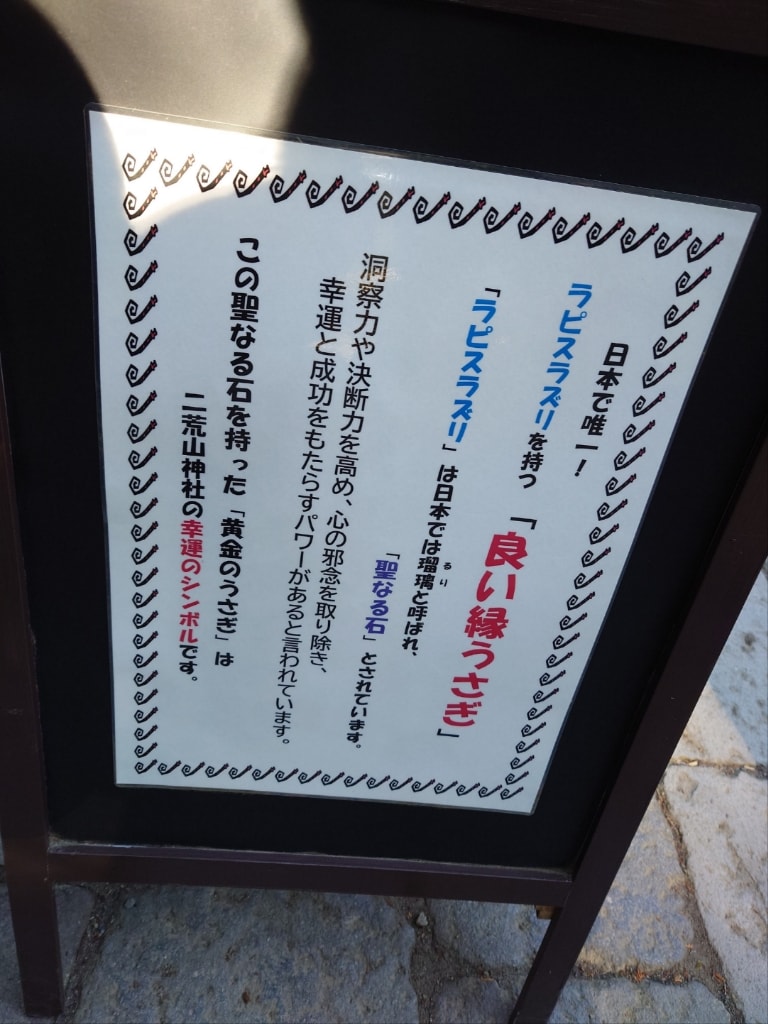 日本で唯一!
ラピスラズリを持つ
「良い縁うさぎ」
「ラピスラズリ」は日本では瑠璃と呼ばれ、
るり
「聖なる石」とされています。
洞察力や決断力を高め、心の邪念を取り除き、
幸運と成功をもたらすパワーがあると言われています。
この聖なる石を持った「黄金のうさぎ」は
二荒山神社の幸運のシンボルです。